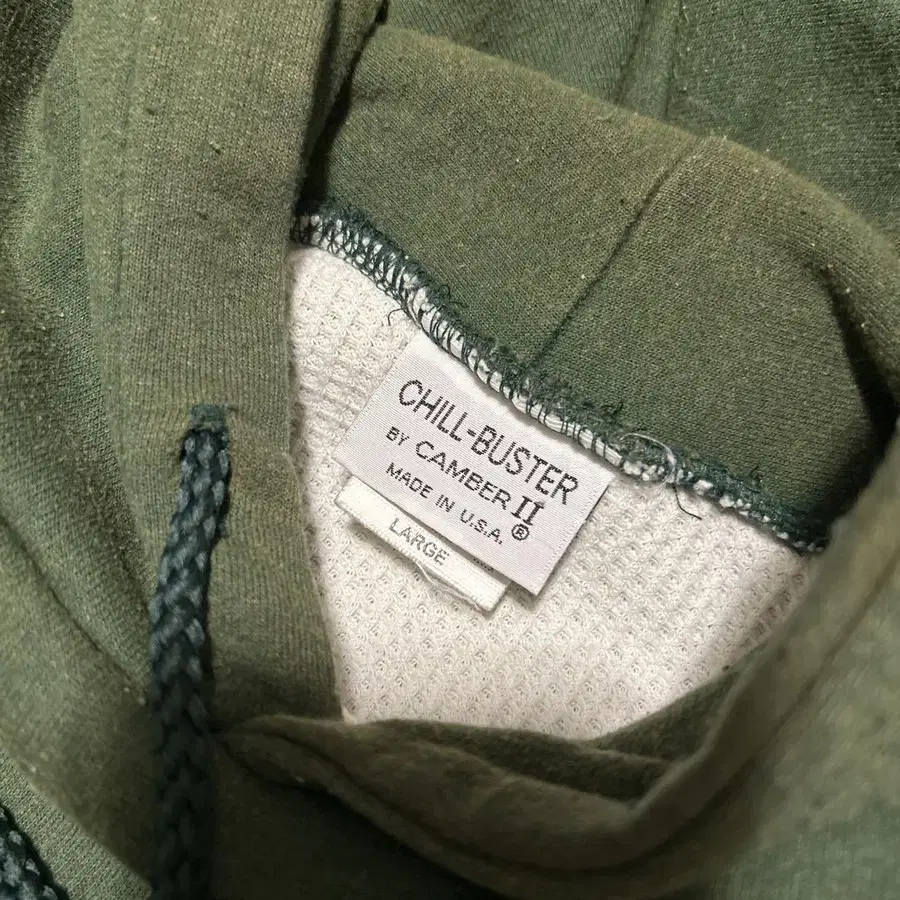 CHILL-BUSTER
BY CAMBER II ®
MADE IN U.S.A.
LARGE